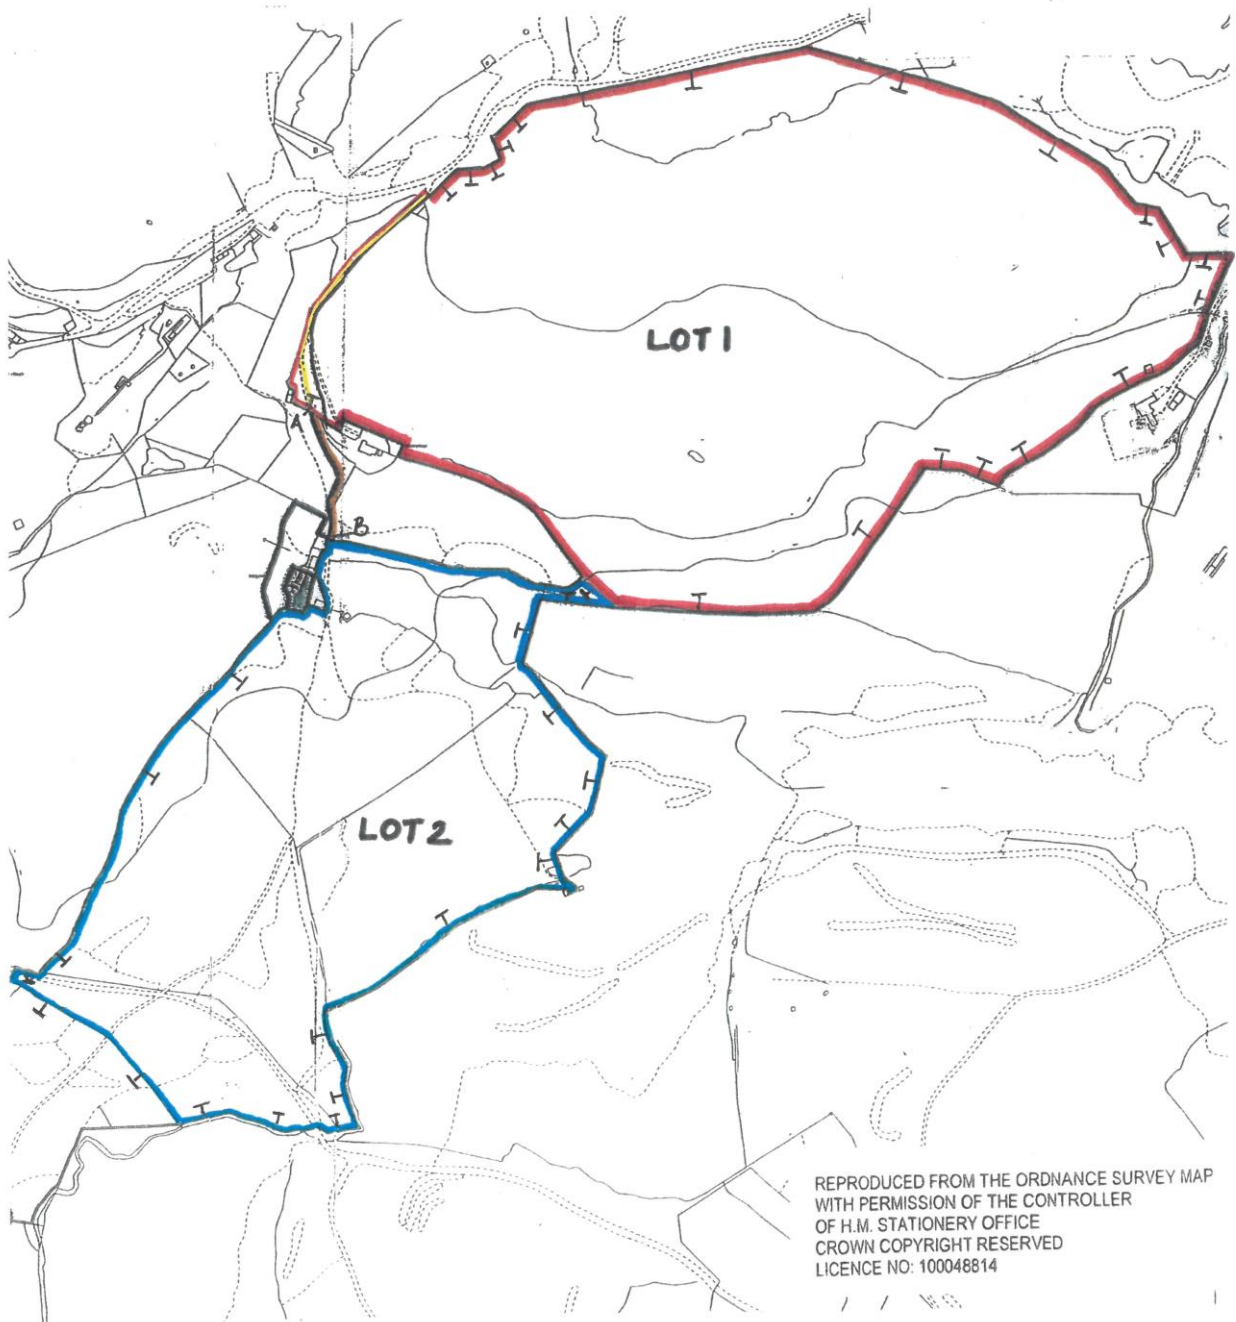 LOT 1
A
B
LOT 2
REPRODUCED FROM THE ORDNANCE SURVEY MAP
WITH PERMISSION OF THE CONTROLLER
OF H.M. STATIONERY OFFICE
CROWN COPYRIGHT RESERVED
LICENCE NO: 100048814